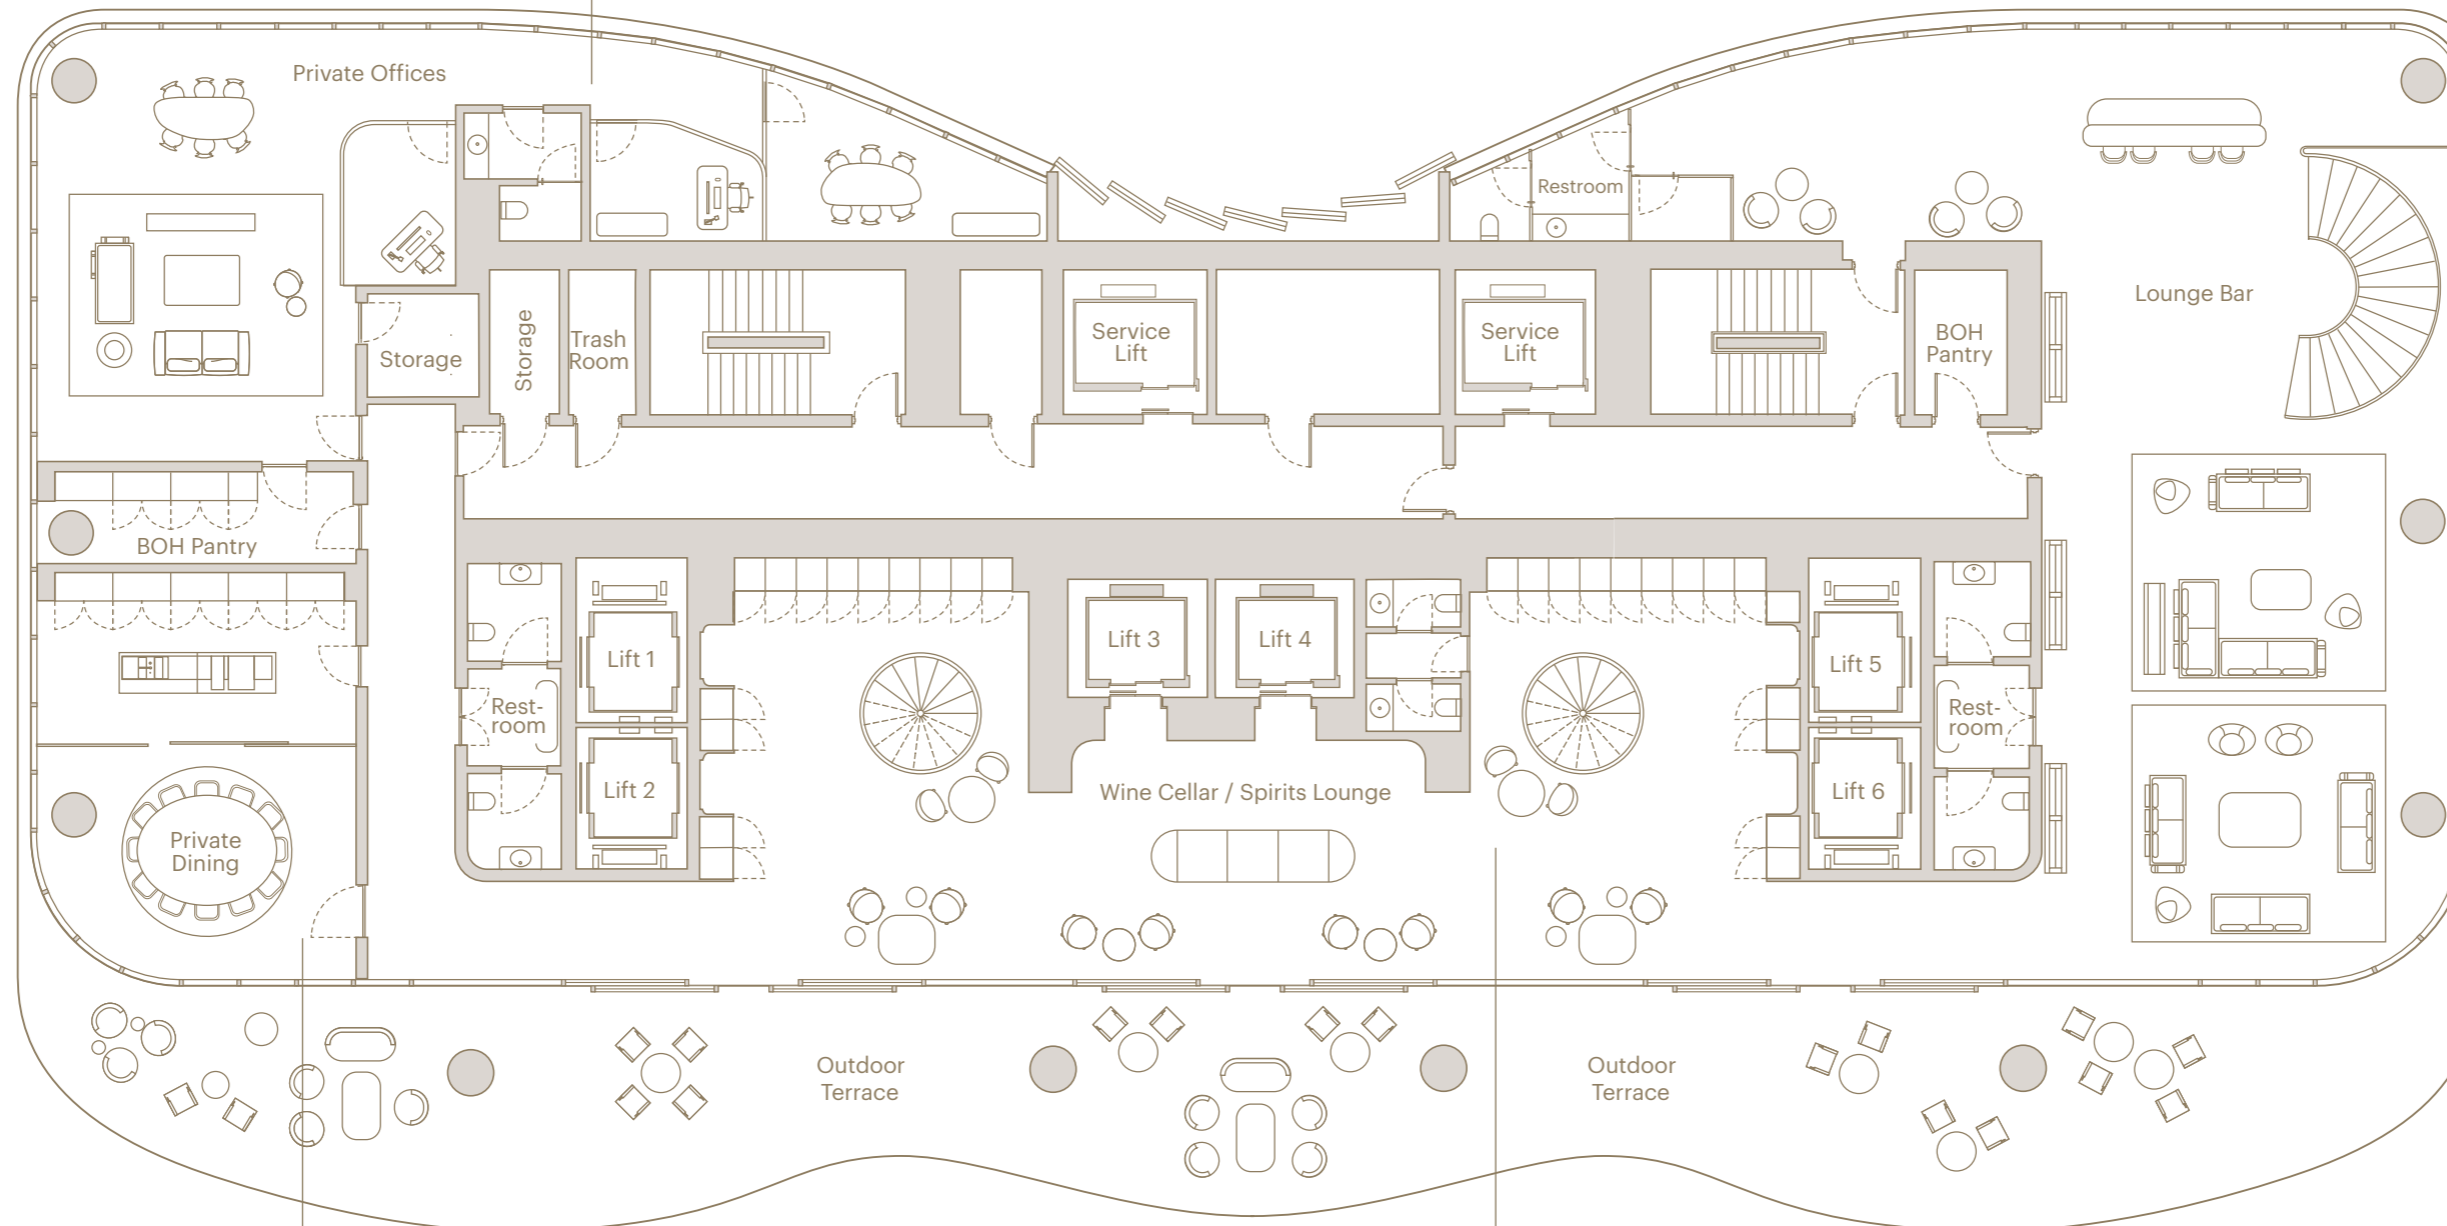 Private Offices
Restroom
Lounge Bar
Storage
Storage
Trash
Room
Service
Lift
Service
Lift
BOH
Pantry
BOH Pantry
Lift 1
Lift 3
Lift 4
Lift 5
Rest-
room
Rest-
room
Lift 2
Wine Cellar / Spirits Lounge
Lift 6
Private
Dining
Outdoor
Terrace
Outdoor
Terrace